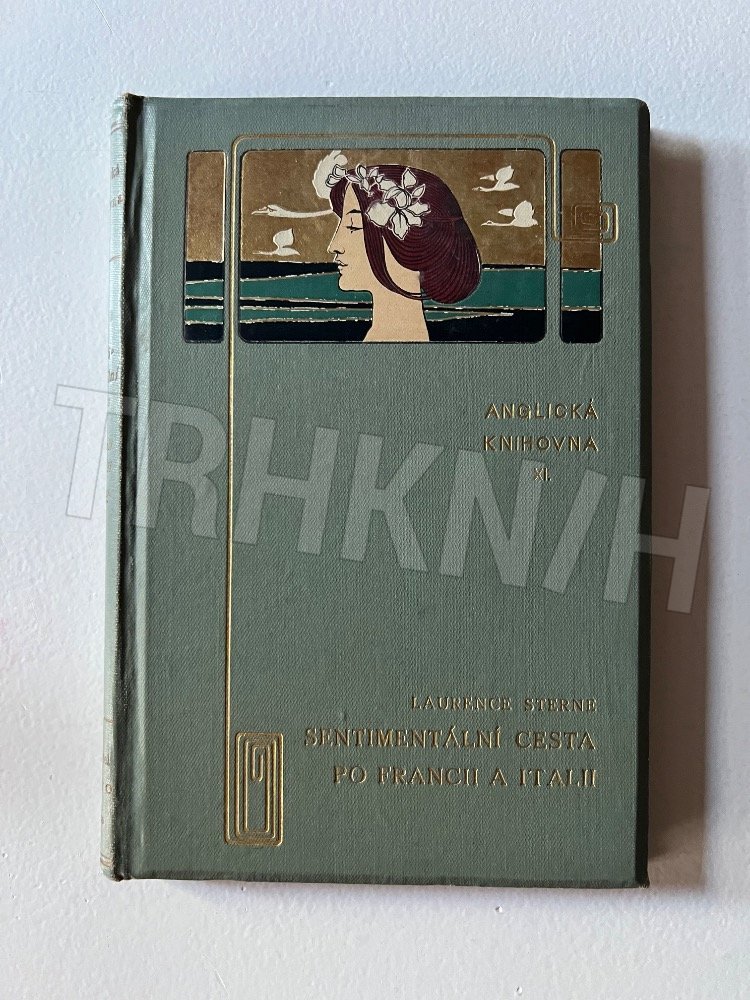 ANGLICKÁ
KNIHOVNA
XI.
TRHKNIH
LAURENCE STERNE
SENTIMENTÁLNÍ CESTA
PO FRANCII A ITALII